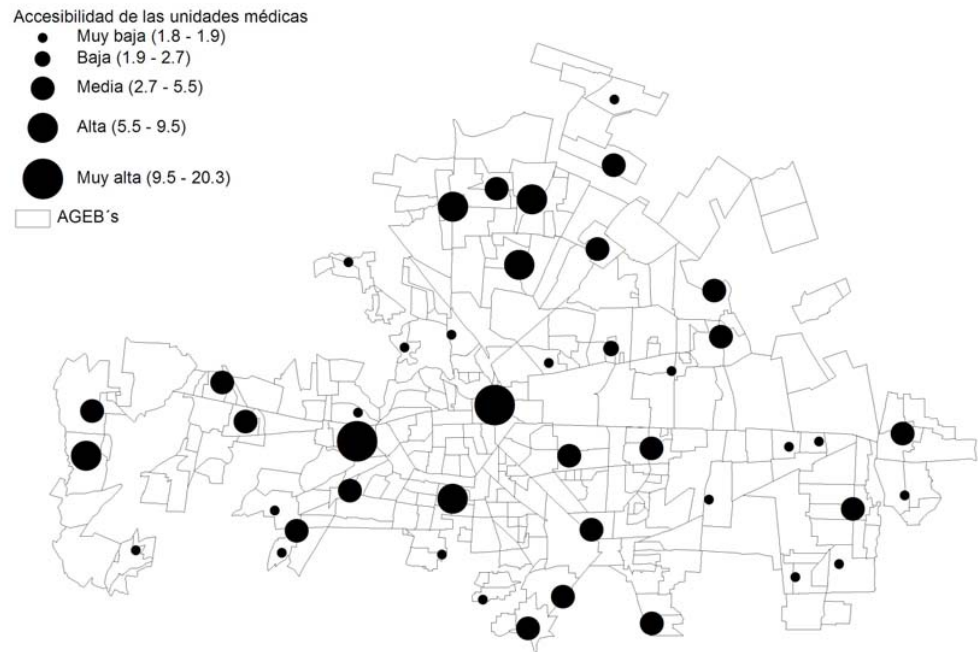 Accesibilidad de las unidades médicas
Muy baja (1.8 - 1.9)
Baja (1.9 - 2.7)
Media (2.7 - 5.5)
Alta (5.5 - 9.5)
Muy alta (9.5 - 20.3)
AGEB´s